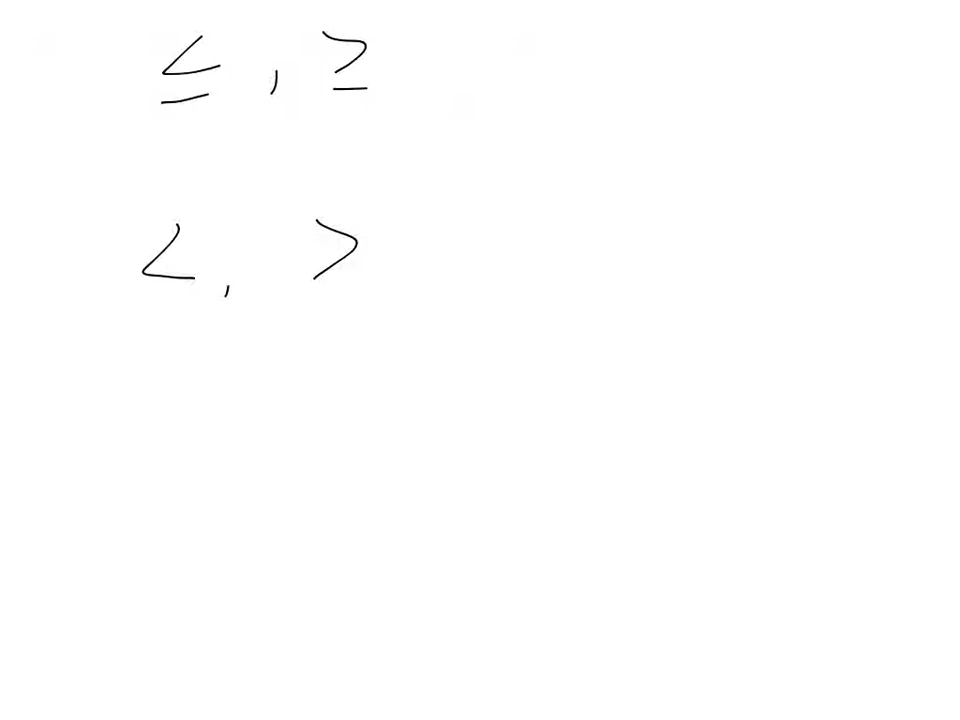 ≤ , ≥
< , >